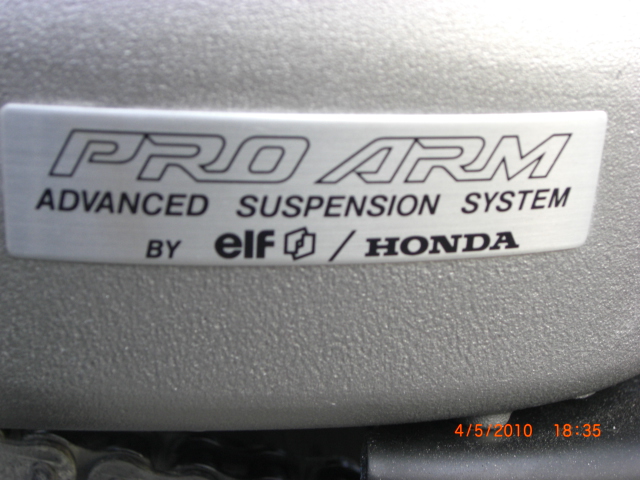 PRO ARM
ADVANCED SUSPENSION SYSTEM
BY elf / HONDA
4/5/2010 18:35